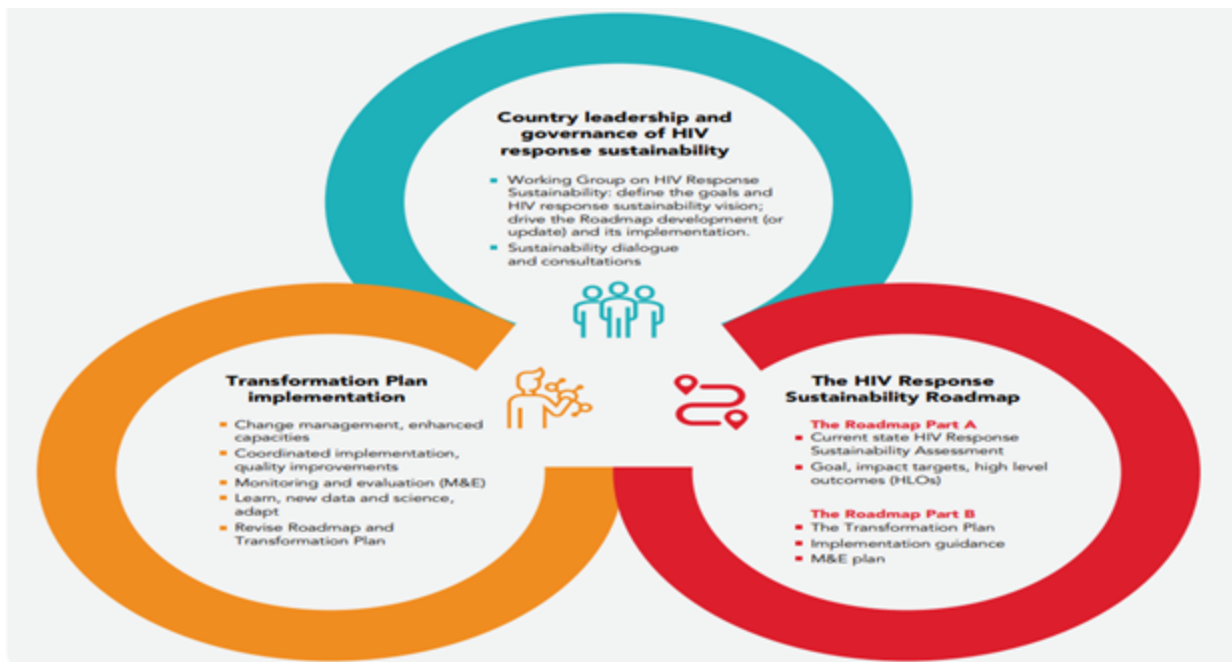 Country leadership and
governance of HIV
response sustainability
▪ Working Group on HIV Response
Sustainability: define the goals and
HIV response sustainability vision;
drive the Roadmap development (or
update) and its implementation.
▪ Sustainability dialogue
and consultations
Transformation Plan
implementation
▪ Change management, enhanced
capacities
▪ Coordinated implementation,
quality improvements
▪ Monitoring and evaluation (M&E)
▪ Learn, new data and science,
adapt
▪ Revise Roadmap and
Transformation Plan
The HIV Response
Sustainability Roadmap
The Roadmap Part A
▪ Current state HIV Response
Sustainability Assessment
▪ Goal, impact targets, high level
outcomes (HLOs)
The Roadmap Part B
▪ The Transformation Plan
▪ Implementation guidance
▪ M&E plan